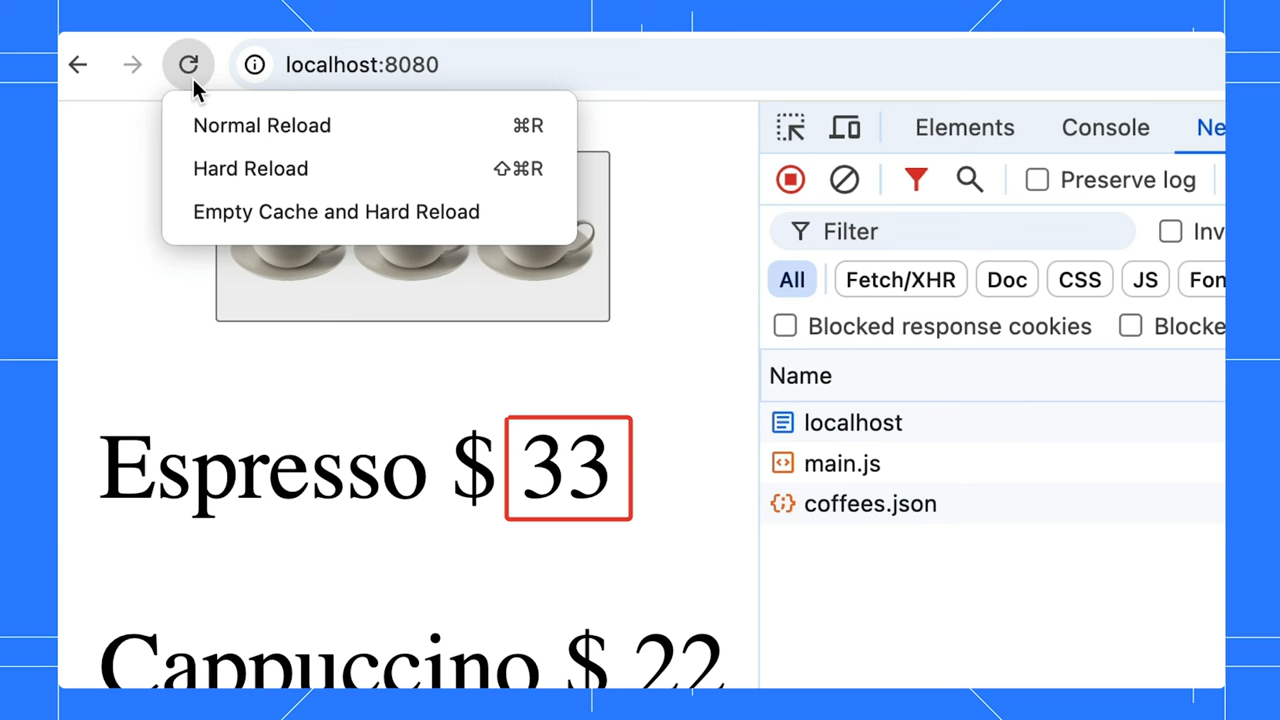 localhost:8080
Normal Reload ⌘R
Hard Reload ⇧⌘R
Empty Cache and Hard Reload
Elements Console Ne
Preserve log
Filter Inv
All Fetch/XHR Doc CSS JS Fon
Blocked response cookies Blocke
Name
localhost
main.js
coffees.json
Espresso $ 33
Cappuccino $ 22